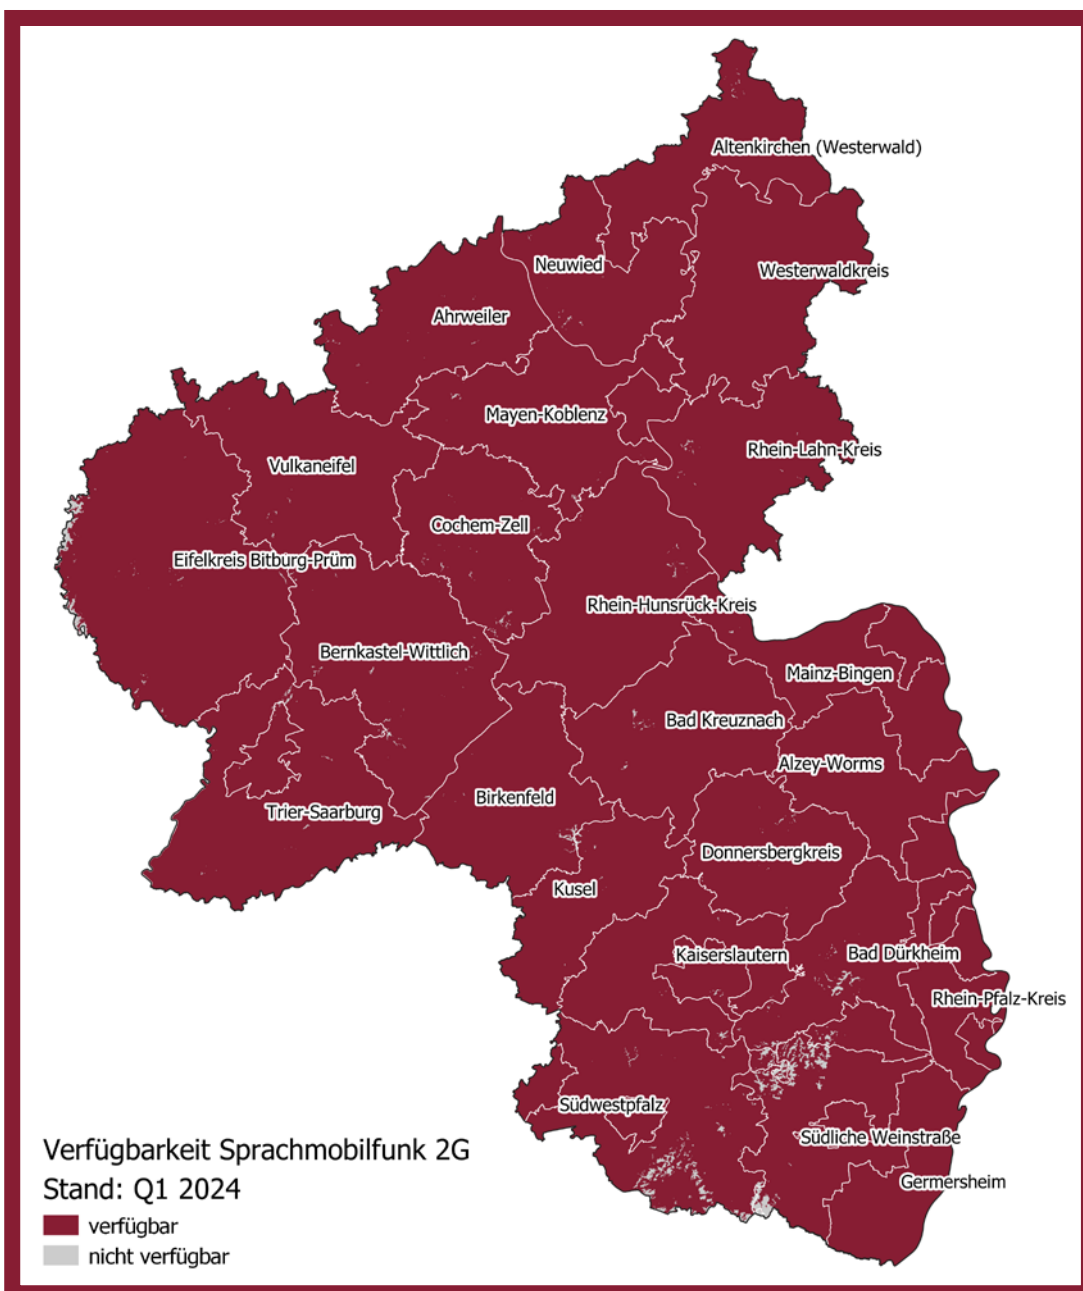 Altenkirchen (Westerwald)
Neuwied
Westerwaldkreis
Ahrweiler
Mayen-Koblenz
Rhein-Lahn-Kreis
Vulkaneifel
Cochem-Zell
Eifelkreis Bitburg-Prüm
Rhein-Hunsrück-Kreis
Bernkastel-Wittlich
Mainz-Bingen
Bad Kreuznach
Alzey-Worms
Birkenfeld
Trier-Saarburg
Donnersbergkreis
Kusel
Kaiserslautern
Bad Dürkheim
Rhein-Pfalz-Kreis
Südwestpfalz
Südliche Weinstraße
Germersheim
Verfügbarkeit Sprachmobilfunk 2G
Stand: Q1 2024
verfügbar
nicht verfügbar